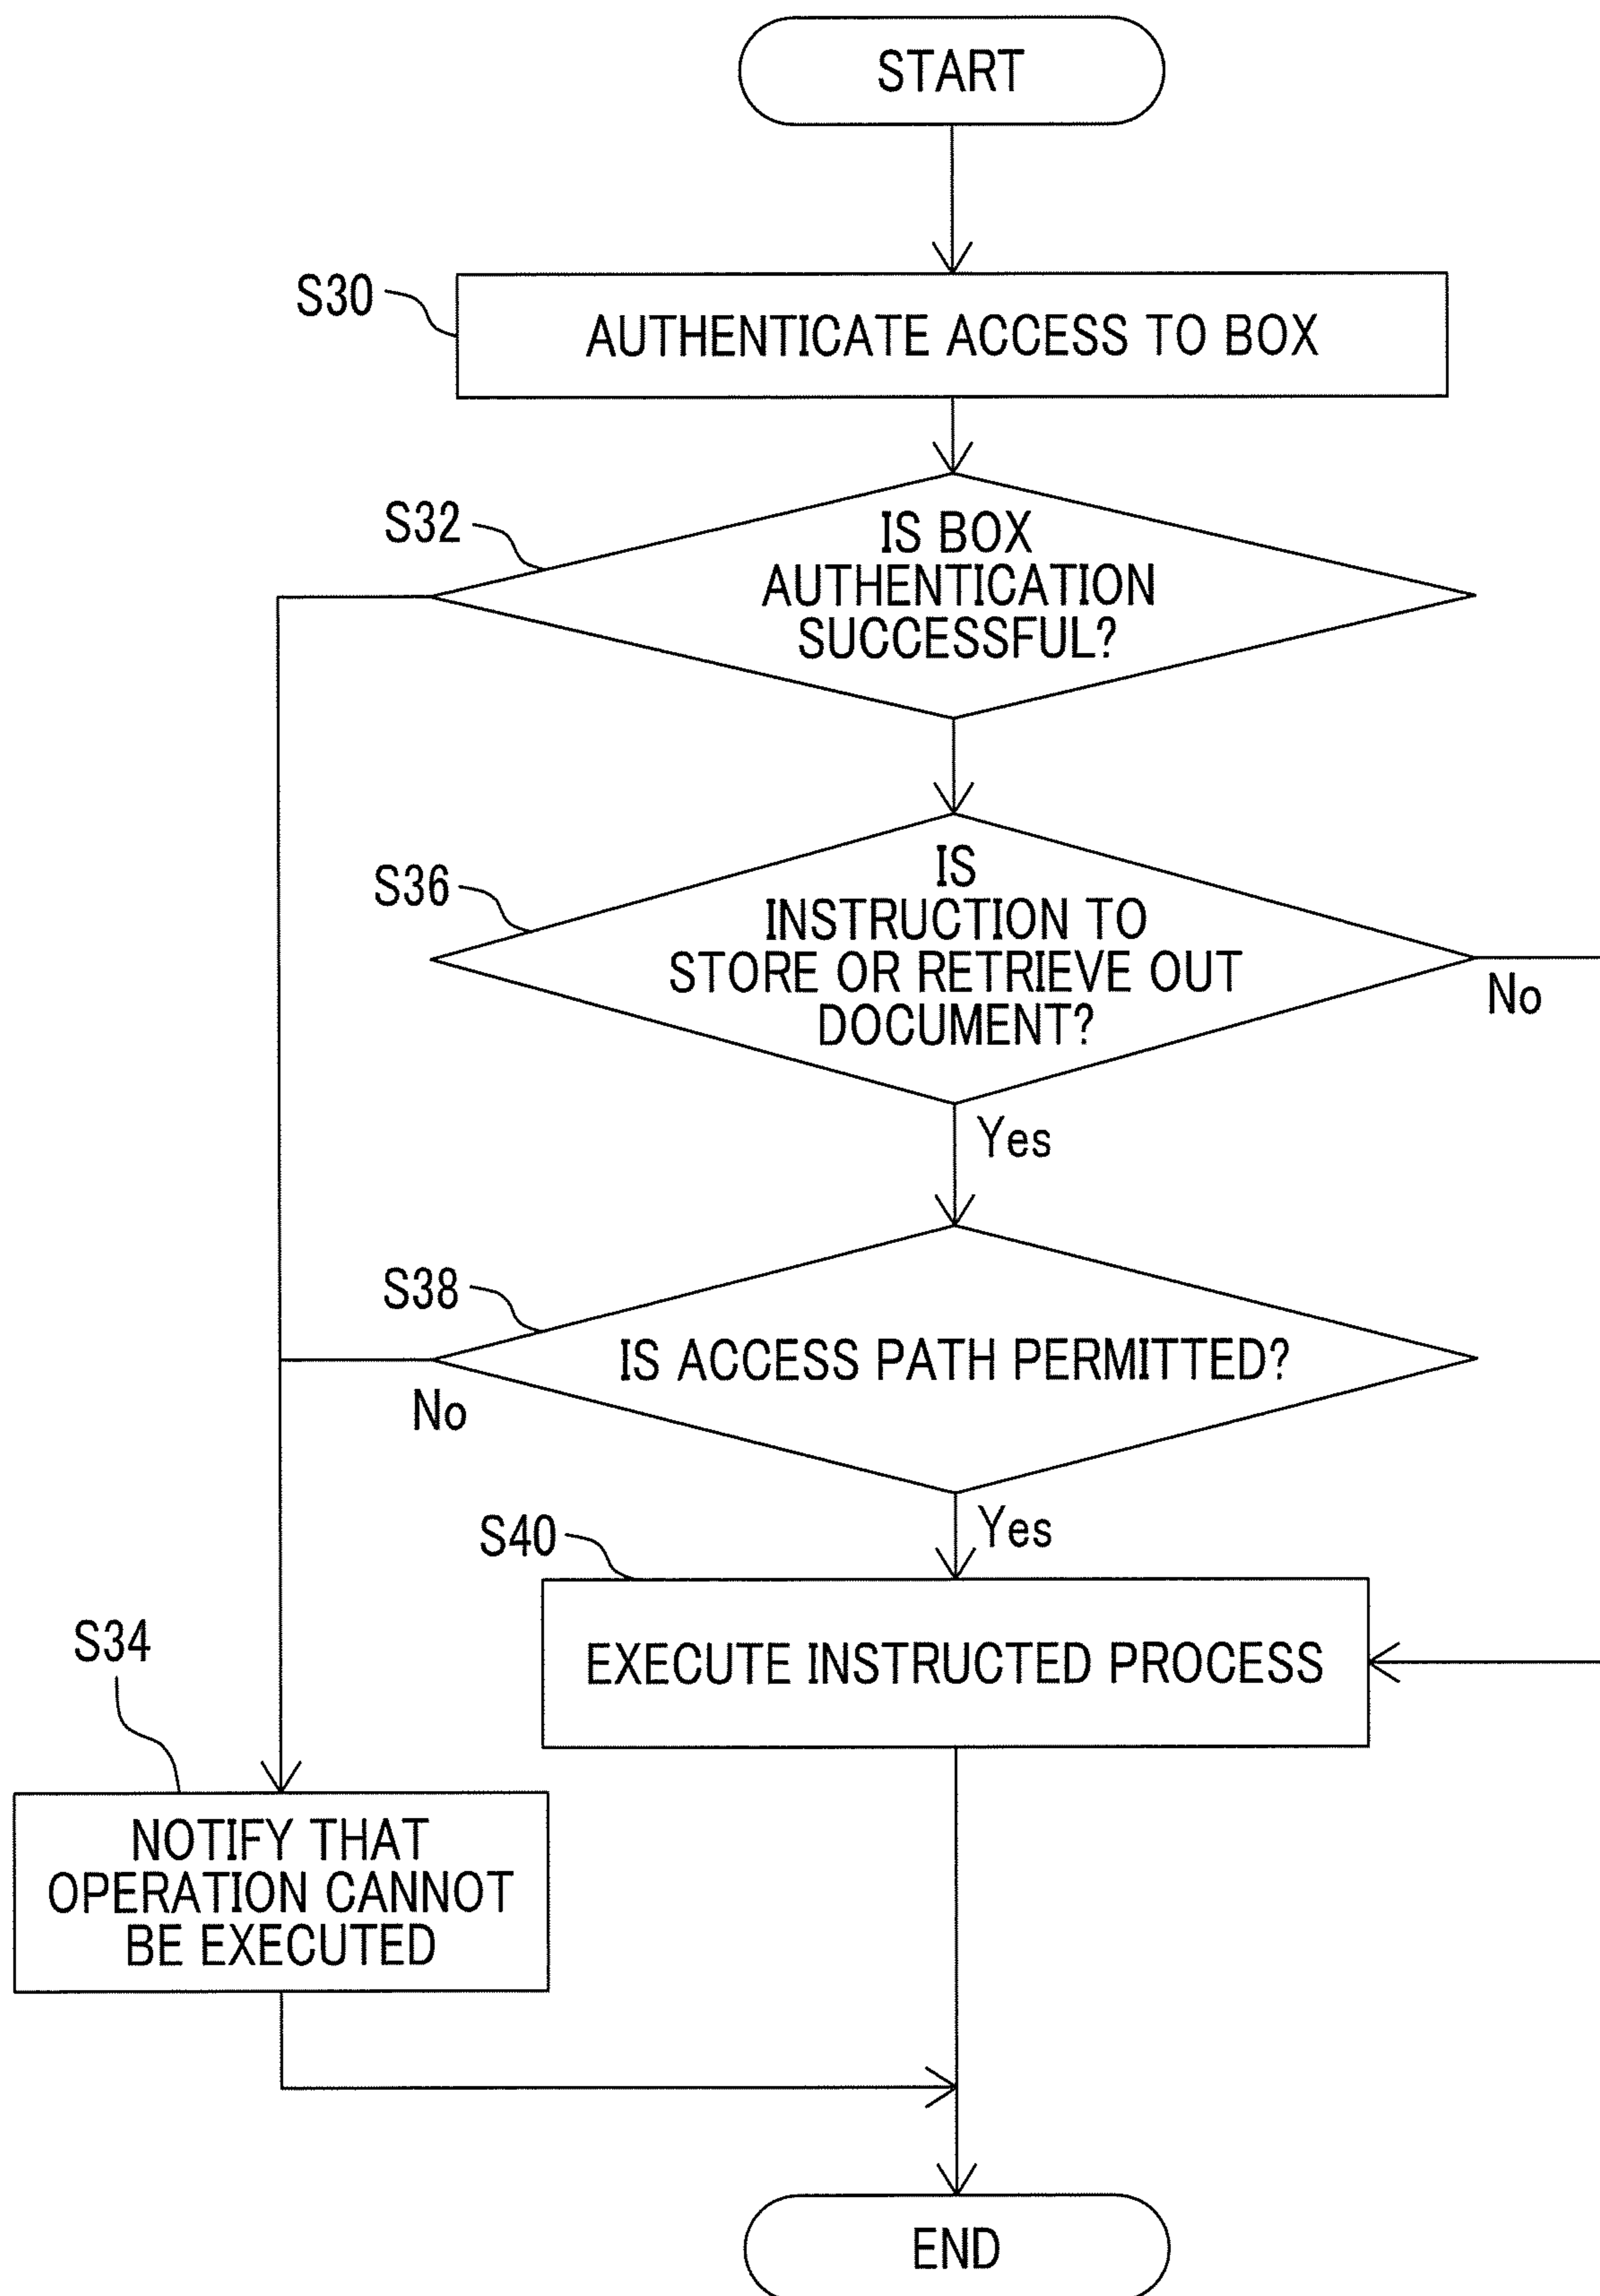 START
S30
AUTHENTICATE ACCESS TO BOX
S32
IS BOX
AUTHENTICATION
SUCCESSFUL?
S36
IS
INSTRUCTION TO
STORE OR RETRIEVE OUT
DOCUMENT?
No
Yes
S38
IS ACCESS PATH PERMITTED?
No
Yes
S40
EXECUTE INSTRUCTED PROCESS
S34
NOTIFY THAT
OPERATION CANNOT
BE EXECUTED
END